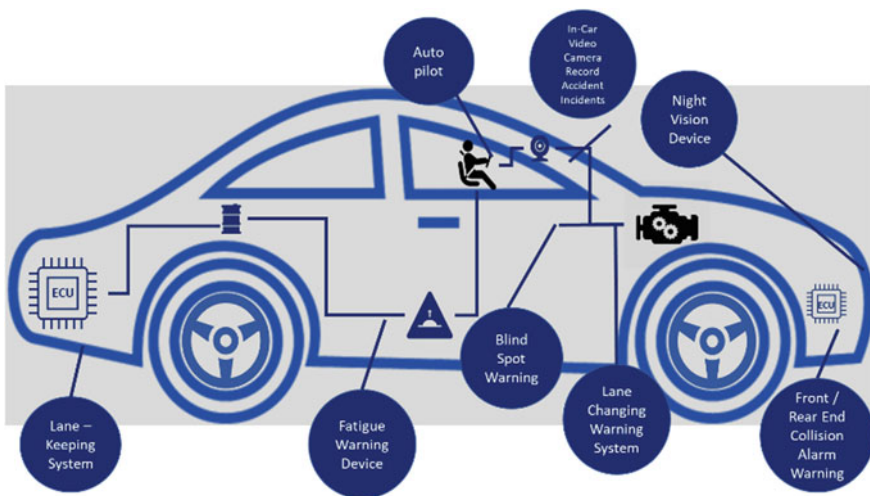 In-Car
Video
Camera
Record
Accident
Incidents
Auto
pilot
Night
Vision
Device
ECU
ECU
Blind
Spot
Warning
Lane –
Keeping
System
Fatigue
Warning
Device
Lane
Changing
Warning
System
Front /
Rear End
Collision
Alarm
Warning